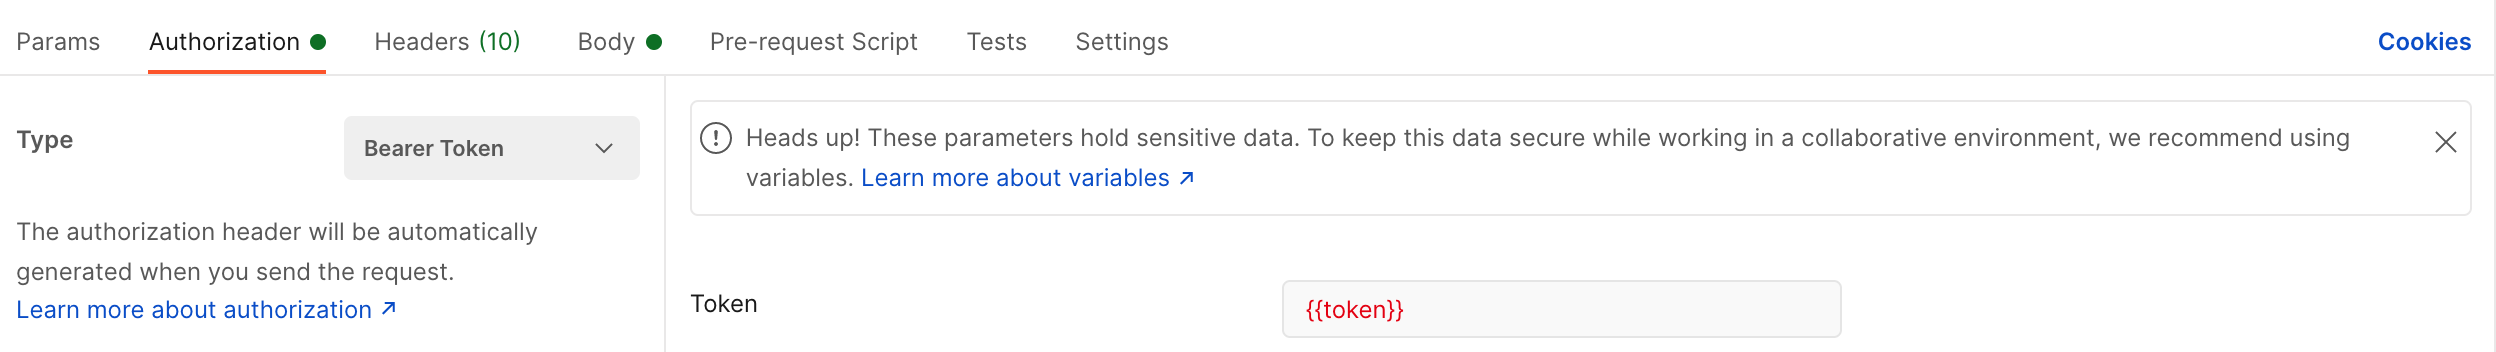 Params Authorization Headers (10) Body Pre-request Script Tests Settings Cookies
Type
Bearer Token
The authorization header will be automatically
generated when you send the request.
Learn more about authorization ↗
Heads up! These parameters hold sensitive data. To keep this data secure while working in a collaborative environment, we recommend using
variables. Learn more about variables ↗
Token
{{token}}